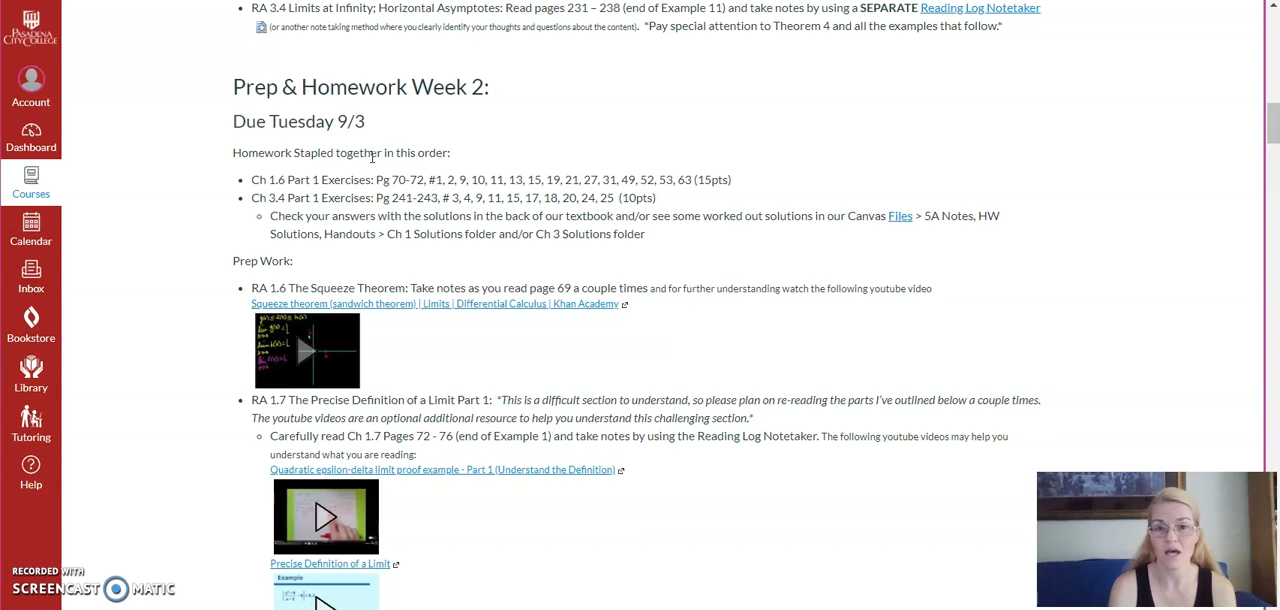 RA 3.4 Limits at Infinity; Horizontal Asymptotes: Read pages 231 – 238 (end of Example 11) and take notes by using a SEPARATE Reading Log Notetaker
(or another note taking method where you clearly identify your thoughts and questions about the content). *Pay special attention to Theorem 4 and all the examples that follow.*
PASADENA
CITY COLLEGE
Account
Dashboard
Courses
Calendar
Inbox
Bookstore
Library
Tutoring
Help
Prep & Homework Week 2:
Due Tuesday 9/3
Homework Stapled together in this order:
Ch 1.6 Part 1 Exercises: Pg 70-72, #1, 2, 9, 10, 11, 13, 15, 19, 21, 27, 31, 49, 52, 53, 63 (15pts)
Ch 3.4 Part 1 Exercises: Pg 241-243, # 3, 4, 9, 11, 15, 17, 18, 20, 24, 25 (10pts)
Check your answers with the solutions in the back of our textbook and/or see some worked out solutions in our Canvas Files > 5A Notes, HW
Solutions, Handouts > Ch 1 Solutions folder and/or Ch 3 Solutions folder
Prep Work:
RA 1.6 The Squeeze Theorem: Take notes as you read page 69 a couple times and for further understanding watch the following youtube video
Squeeze theorem (sandwich theorem) | Limits | Differential Calculus | Khan Academy
RA 1.7 The Precise Definition of a Limit Part 1: *This is a difficult section to understand, so please plan on re-reading the parts I've outlined below a couple times.
The youtube videos are an optional additional resource to help you understand this challenging section.*
Carefully read Ch 1.7 Pages 72 - 76 (end of Example 1) and take notes by using the Reading Log Notetaker. The following youtube videos may help you
understand what you are reading:
Quadratic epsilon-delta limit proof example - Part 1 (Understand the Definition)
Precise Definition of a Limit
Example
RECORDED WITH
SCREENCAST MATIC